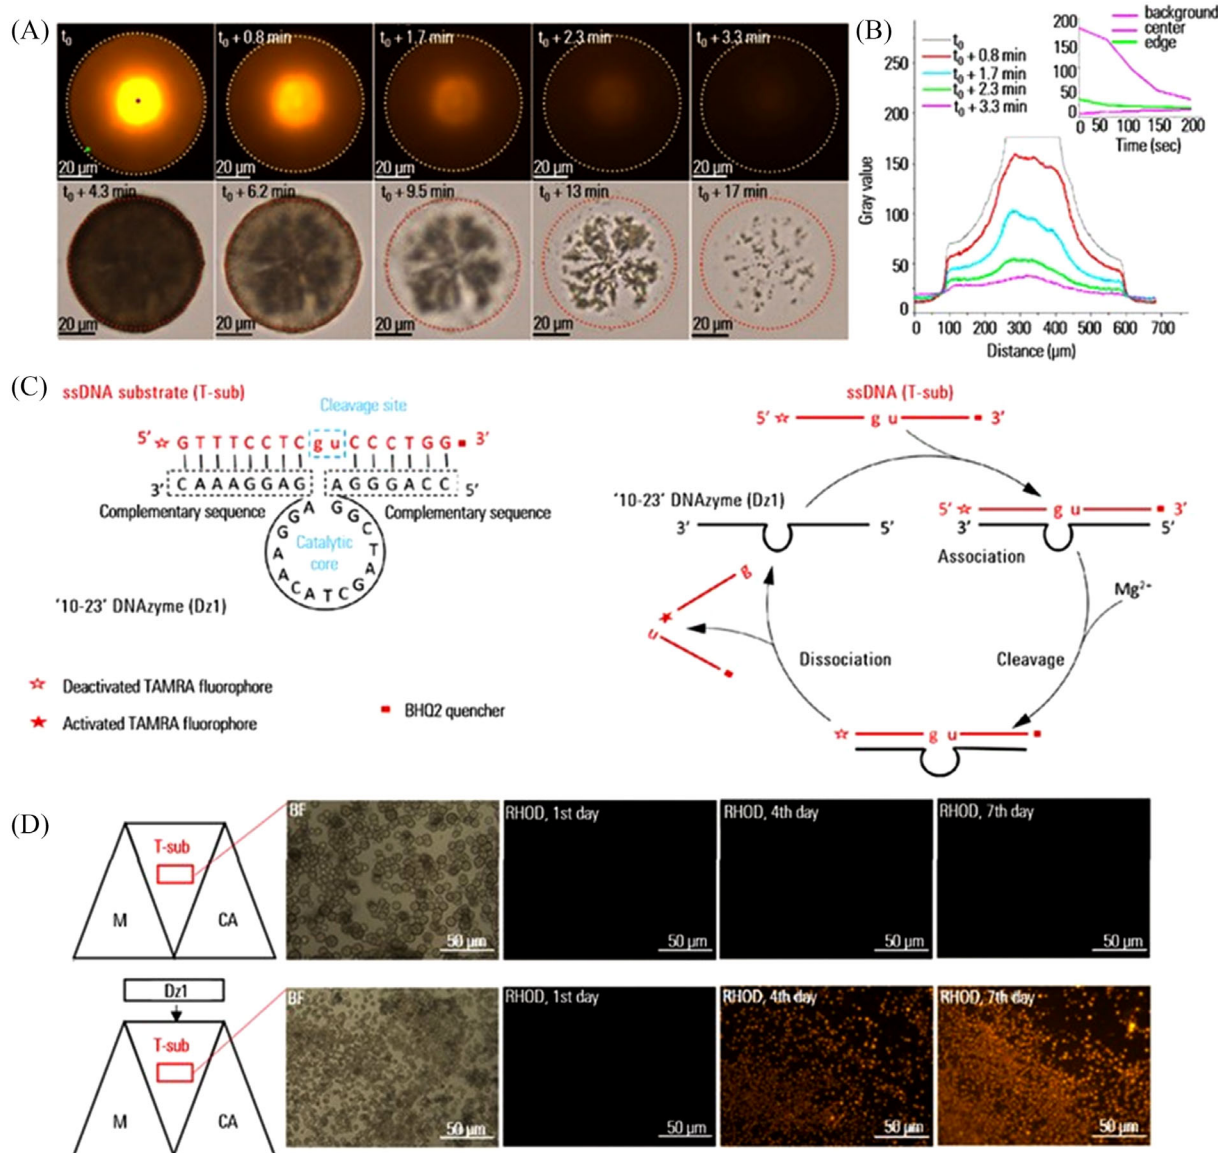 (A)
t0
t0 + 0.8 min
t0 + 1.7 min
t0 + 2.3 min
t0 + 3.3 min
20 µm
20 µm
20 µm
20 µm
20 µm
t0 + 4.3 min
t0 + 6.2 min
t0 + 9.5 min
t0 + 13 min
t0 + 17 min
20 µm
20 µm
20 µm
20 µm
20 µm
(B)
250
200
150
100
50
0
Gray value
t0
t0 + 0.8 min
t0 + 1.7 min
t0 + 2.3 min
t0 + 3.3 min
200
150
100
50
0
background
center
edge
0 50 100 150 200
Time (sec)
0 100 200 300 400 500 600 700
Distance (µm)
(C)
ssDNA substrate (T-sub)
Cleavage site
5' G T T T C C T C g u C C C T G G 3'
3' C A A A G G A G A G G G A C C 5'
Complementary sequence
Complementary sequence
A G G A A C A T C G A T C G G
Catalytic core
'10-23' DNAzyme (Dz1)
Deactivated TAMRA fluorophore
Activated TAMRA fluorophore
BHQ2 quencher
ssDNA (T-sub)
5' g u 3'
'10-23' DNAzyme (Dz1)
3' 5'
5' g u 3'
3' 5'
Association
Mg2+
Cleavage
Dissociation
g
u
g u
(D)
T-sub
M
CA
BF
50 µm
RHOD, 1st day
50 µm
RHOD, 4th day
50 µm
RHOD, 7th day
50 µm
Dz1
T-sub
M
CA
BF
50 µm
RHOD, 1st day
50 µm
RHOD, 4th day
50 µm
RHOD, 7th day
50 µm